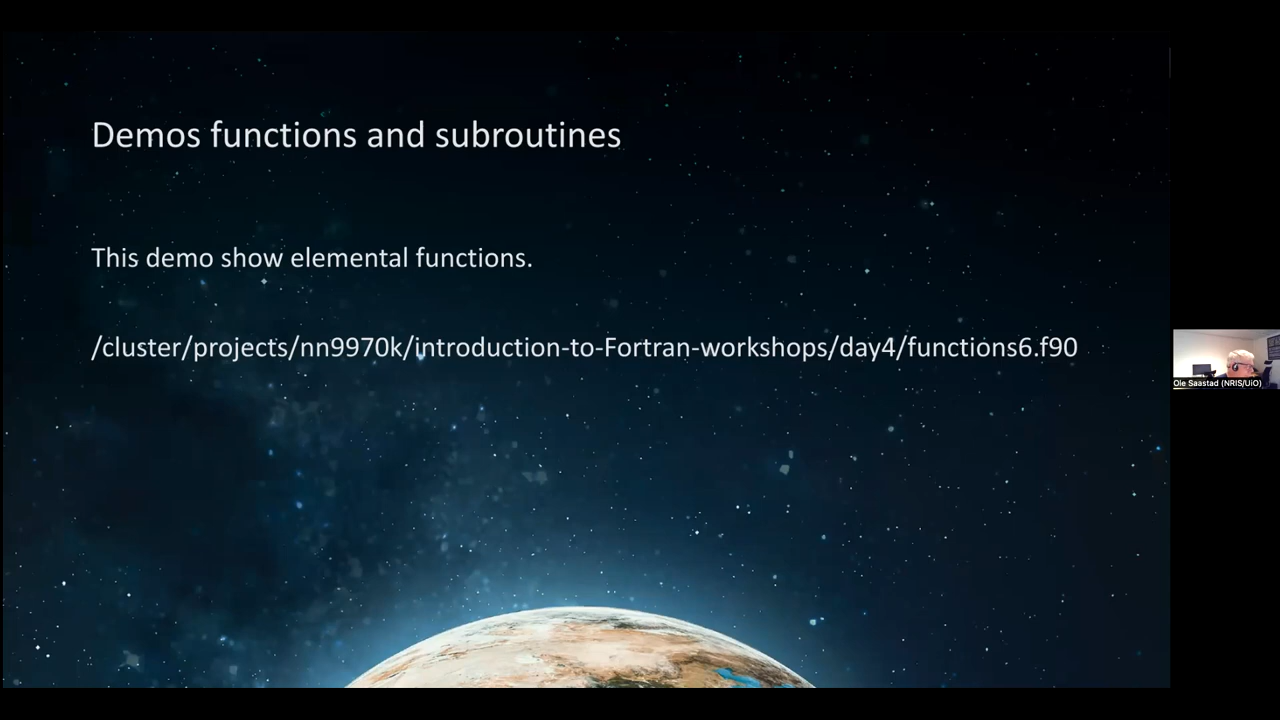 Demos functions and subroutines
This demo show elemental functions.
/cluster/projects/nn9970k/introduction-to-Fortran-workshops/day4/functions6.f90
Ole Saastad (NRIS/UiO)